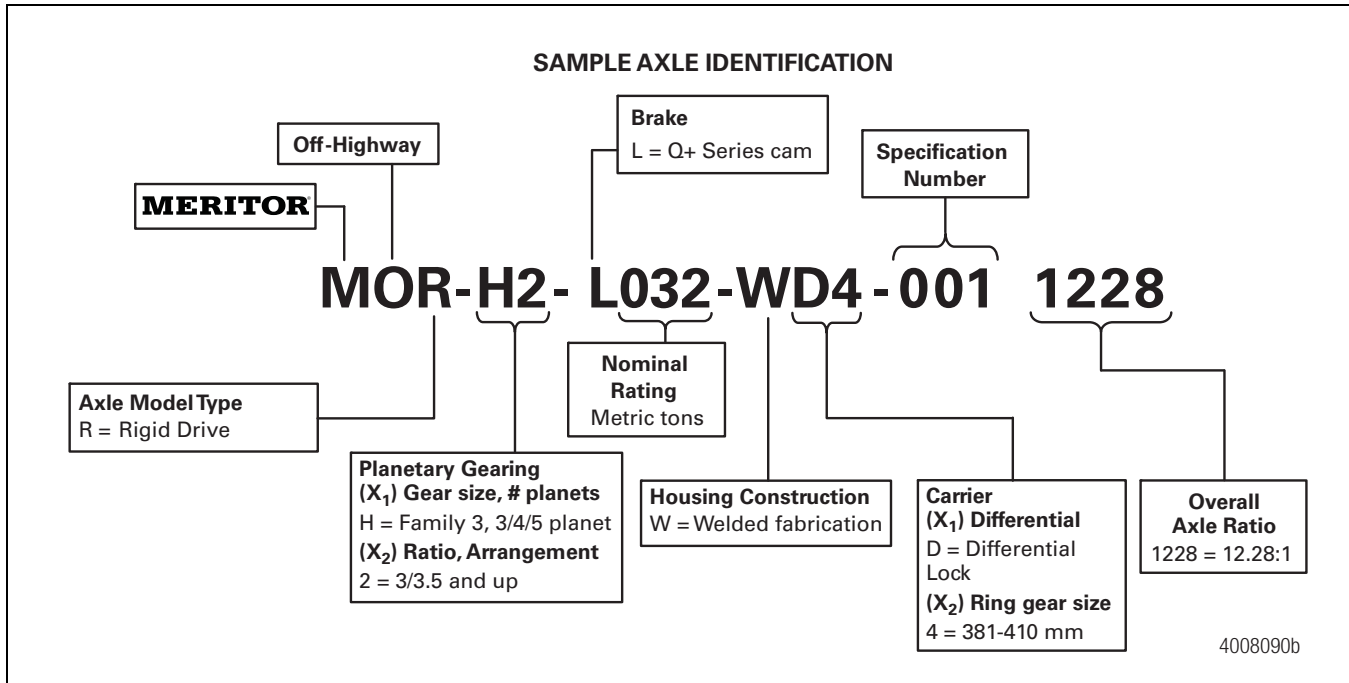 SAMPLE AXLE IDENTIFICATION
Off-Highway
MERITOR
Brake
L = Q+ Series cam
Specification
Number
MOR-H2-L032-WD4-001 1228
Axle Model Type
R = Rigid Drive
Planetary Gearing
(X1) Gear size, # planets
H = Family 3, 3/4/5 planet
(X2) Ratio, Arrangement
2 = 3/3.5 and up
Nominal
Rating
Metric tons
Housing Construction
W = Welded fabrication
Carrier
(X1) Differential
D = Differential
Lock
(X2) Ring gear size
4 = 381-410 mm
Overall
Axle Ratio
1228 = 12.28:1
4008090b